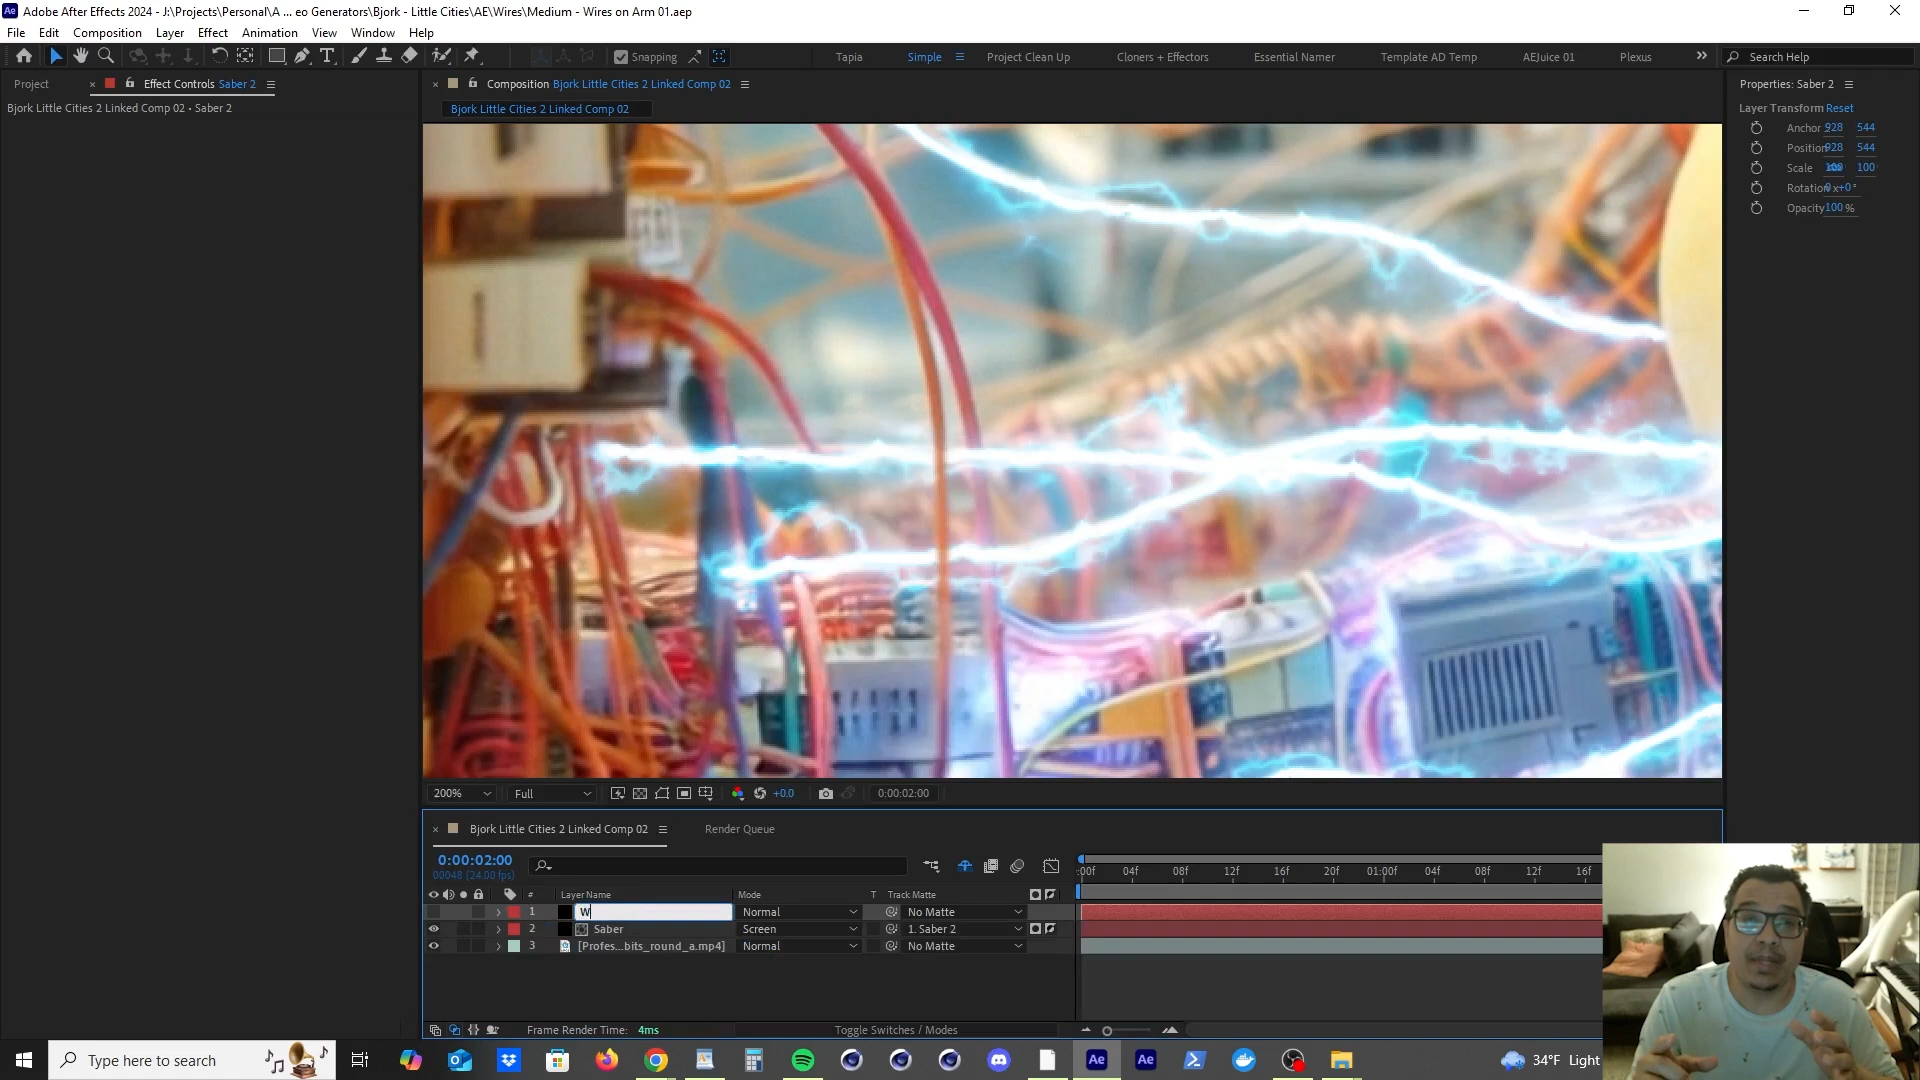 Ae Adobe After Effects 2024 - J:\Projects\Personal\A ... eo Generators\Bjork - Little Cities\AE\Wires\Medium - Wires on Arm 01.aep
File Edit Composition Layer Effect Animation View Window Help
Snapping Tapia Simple Project Clean Up Cloners + Effectors Essential Namer Template AD Temp AEJuice 01 Plexus Search Help
Project Effect Controls Saber 2
Composition Bjork Little Cities 2 Linked Comp 02
Properties: Saber 2
Bjork Little Cities 2 Linked Comp 02 • Saber 2
Bjork Little Cities 2 Linked Comp 02
Layer Transform Reset
Anchor 928 544
Position 928 544
Scale 100 100
Rotation 0 x+0°
Opacity 100 %
200% Full +0.0 0:00:02:00
Bjork Little Cities 2 Linked Comp 02 Render Queue
0:00:02:00
00048 (24.00 fps)
:00f 04f 08f 12f 16f 20f 01:00f 04f 08f 12f 16f
# Layer Name Mode T Track Matte
1 W Normal No Matte
2 Saber Screen 1. Saber 2
3 [Profes...bits_round_a.mp4] Normal No Matte
Frame Render Time: 4ms Toggle Switches / Modes
Type here to search
Ae Ae
34°F Light